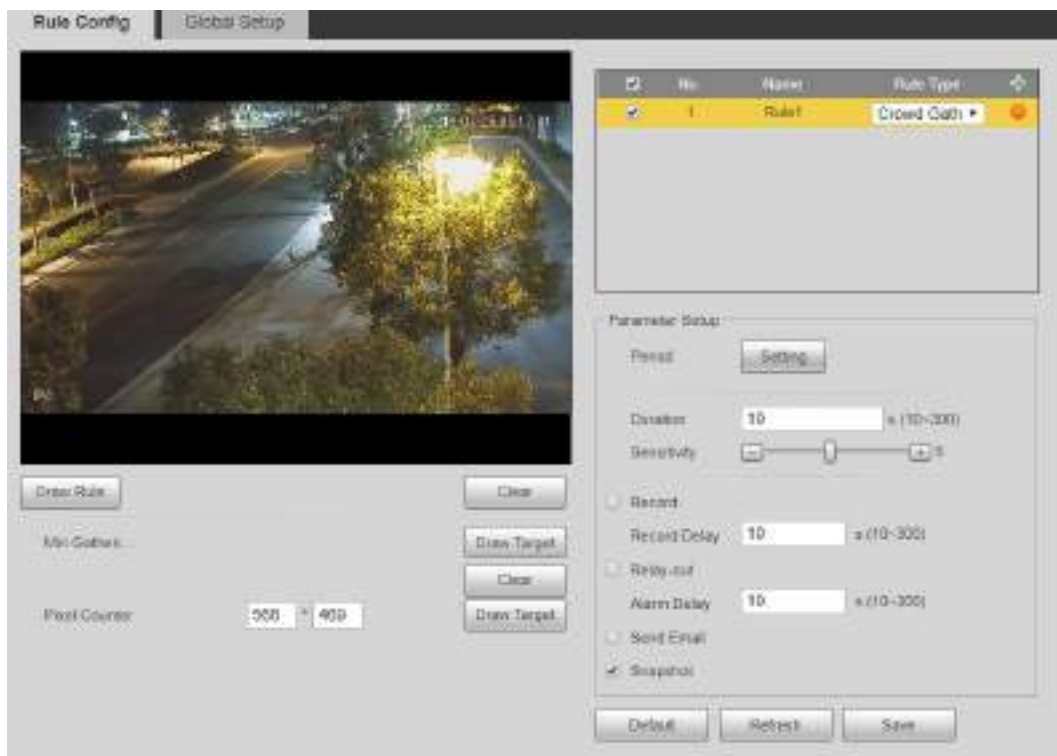 Rule Config Global Setup
No. Name Rule Type
1 Rule1 Crowd Gath
Parameter Setup
Period Setting
Duration 10 s (10~300)
Sensitivity 5
Draw Rule Clear
Record
Min Gather... Draw Target
Record Delay 10 s (10~300)
Clear
Relay-out
Pixel Counter * 469 Draw Target
Alarm Delay 10 s (10~300)
Send Email
Snapshot
Default Refresh Save